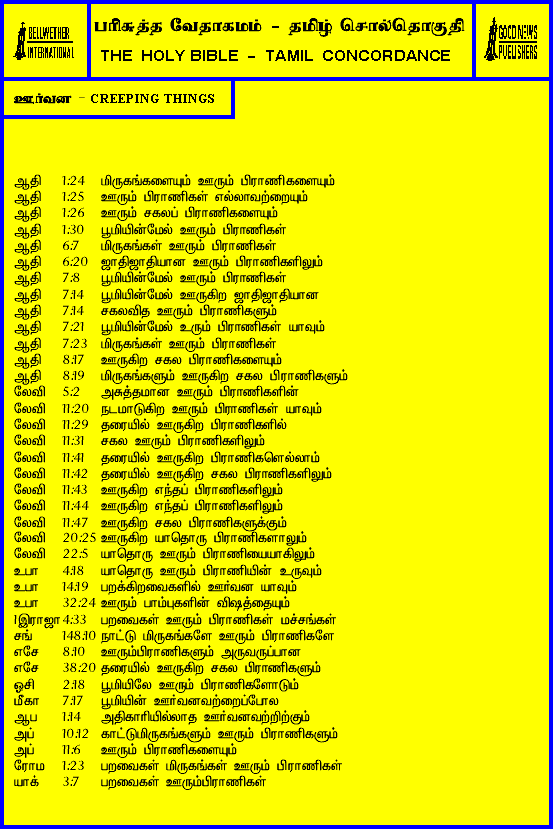 BELLWETHER
INTERNATIONAL
பரிசுத்த வேதாகமம் - தமிழ் சொல்தொகுதி
THE HOLY BIBLE - TAMIL CONCORDANCE
GOOD NEWS
PUBLISHERS
ஊர்வன - CREEPING THINGS
ஆதி 1:24 மிருகங்களையும் ஊரும் பிராணிகளையும்
ஆதி 1:25 ஊரும் பிராணிகள் எல்லாவற்றையும்
ஆதி 1:26 ஊரும் சகலப் பிராணிகளையும்
ஆதி 1:30 பூமியின்மேல் ஊரும் பிராணிகள்
ஆதி 6:7 மிருகங்கள் ஊரும் பிராணிகள்
ஆதி 6:20 ஜாதிஜாதியான ஊரும் பிராணிகளிலும்
ஆதி 7:8 பூமியின்மேல் ஊரும் பிராணிகள்
ஆதி 7:14 பூமியின்மேல் ஊருகிற ஜாதிஜாதியான
ஆதி 7:14 சகலவித ஊரும் பிராணிகளும்
ஆதி 7:21 பூமியின்மேல் உரும் பிராணிகள் யாவும்
ஆதி 7:23 மிருகங்கள் ஊரும் பிராணிகள்
ஆதி 8:17 ஊருகிற சகல பிராணிகளையும்
ஆதி 8:19 மிருகங்களும் ஊருகிற சகல பிராணிகளும்
லேவி 5:2 அசுத்தமான ஊரும் பிராணிகளின்
லேவி 11:20 நடமாடுகிற ஊரும் பிராணிகள் யாவும்
லேவி 11:29 தரையில் ஊருகிற பிராணிகளில்
லேவி 11:31 சகல ஊரும் பிராணிகளிலும்
லேவி 11:41 தரையில் ஊருகிற பிராணிகளெல்லாம்
லேவி 11:42 தரையில் ஊருகிற சகல பிராணிகளிலும்
லேவி 11:43 ஊருகிற எந்தப் பிராணிகளிலும்
லேவி 11:44 ஊருகிற எந்தப் பிராணிகளிலும்
லேவி 11:47 ஊருகிற சகல பிராணிகளுக்கும்
லேவி 20:25 ஊருகிற யாதொரு பிராணிகளாலும்
லேவி 22:5 யாதொரு ஊரும் பிராணியையாகிலும்
உபா 4:18 யாதொரு ஊரும் பிராணியின் உருவும்
உபா 14:19 பறக்கிறவைகளில் ஊர்வன யாவும்
உபா 32:24 ஊரும் பாம்புகளின் விஷத்தையும்
1இராஜா 4:33 பறவைகள் ஊரும் பிராணிகள் மச்சங்கள்
சங் 148:10 நாட்டு மிருகங்களே ஊரும் பிராணிகளே
எசே 8:10 ஊரும்பிராணிகளும் அருவருப்பான
எசே 38:20 தரையில் ஊருகிற சகல பிராணிகளும்
ஓசி 2:18 பூமியிலே ஊரும் பிராணிகளோடும்
மீகா 7:17 பூமியின் ஊர்வனவற்றைப்போல
ஆப 1:14 அதிகாரியில்லாத ஊர்வனவற்றிற்கும்
அப் 10:12 காட்டுமிருகங்களும் ஊரும் பிராணிகளும்
அப் 11:6 ஊரும் பிராணிகளையும்
ரோம 1:23 பறவைகள் மிருகங்கள் ஊரும் பிராணிகள்
யாக் 3:7 பறவைகள் ஊரும்பிராணிகள்